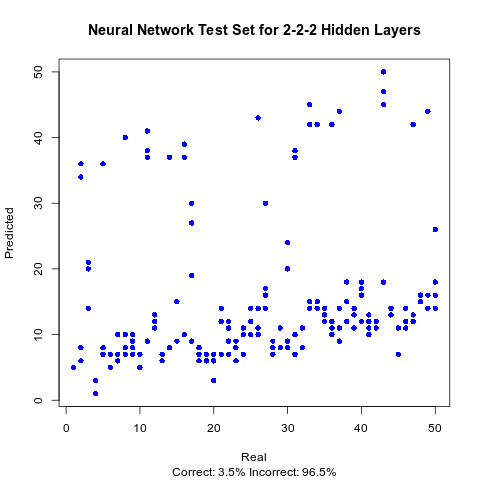 Neural Network Test Set for 2-2-2 Hidden Layers
Predicted
50
40
30
20
10
0
0 10 20 30 40 50
Real
Correct: 3.5% Incorrect: 96.5%